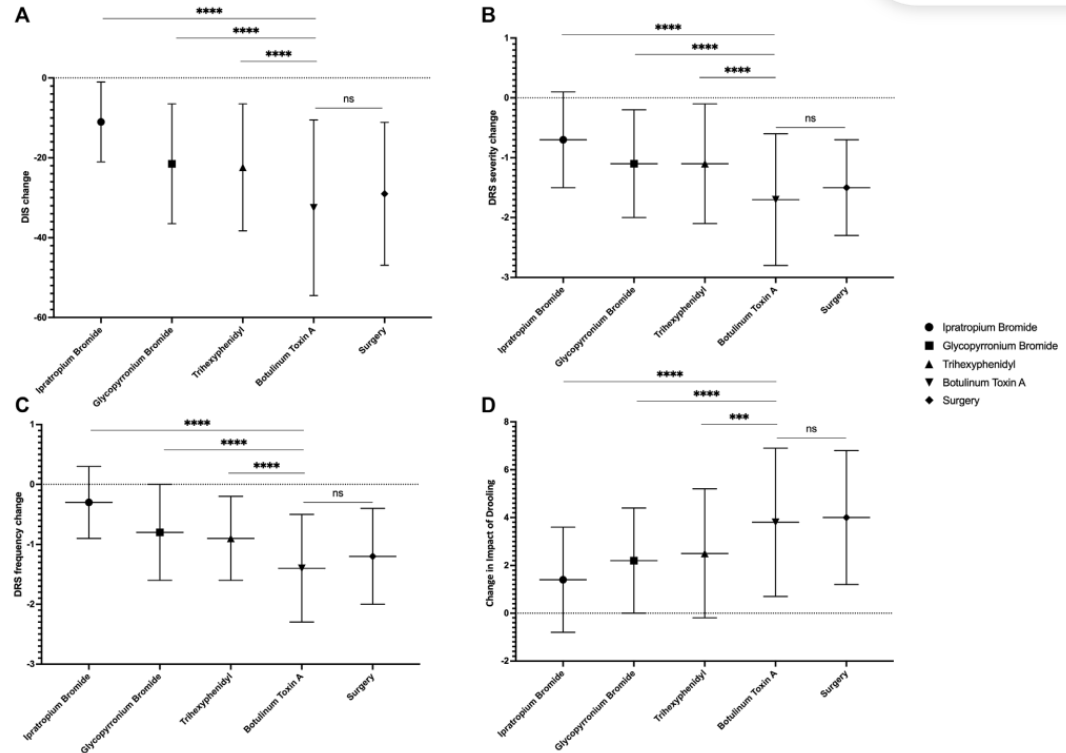 A
****
****
****
ns
0
-20
-40
-60
DIS change
Ipratropium Bromide
Glycopyrronium Bromide
Trihexyphenidyl
Botulinum Toxin A
Surgery
B
****
****
****
ns
1
0
-1
-2
-3
DRS severity change
Ipratropium Bromide
Glycopyrronium Bromide
Trihexyphenidyl
Botulinum Toxin A
Surgery
Ipratropium Bromide
Glycopyrronium Bromide
Trihexyphenidyl
Botulinum Toxin A
Surgery
C
****
****
****
ns
1
0
-1
-2
-3
DRS frequency change
Ipratropium Bromide
Glycopyrronium Bromide
Trihexyphenidyl
Botulinum Toxin A
Surgery
D
****
****
***
ns
8
6
4
2
0
-2
Change in Impact of Drooling
Ipratropium Bromide
Glycopyrronium Bromide
Trihexyphenidyl
Botulinum Toxin A
Surgery